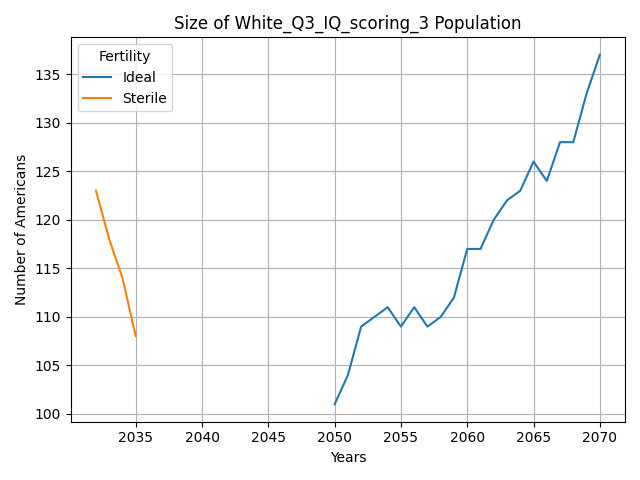 Size of White_Q3_IQ_scoring_3 Population
Fertility
Ideal
Sterile
Number of Americans
135
130
125
120
115
110
105
100
2035 2040 2045 2050 2055 2060 2065 2070
Years